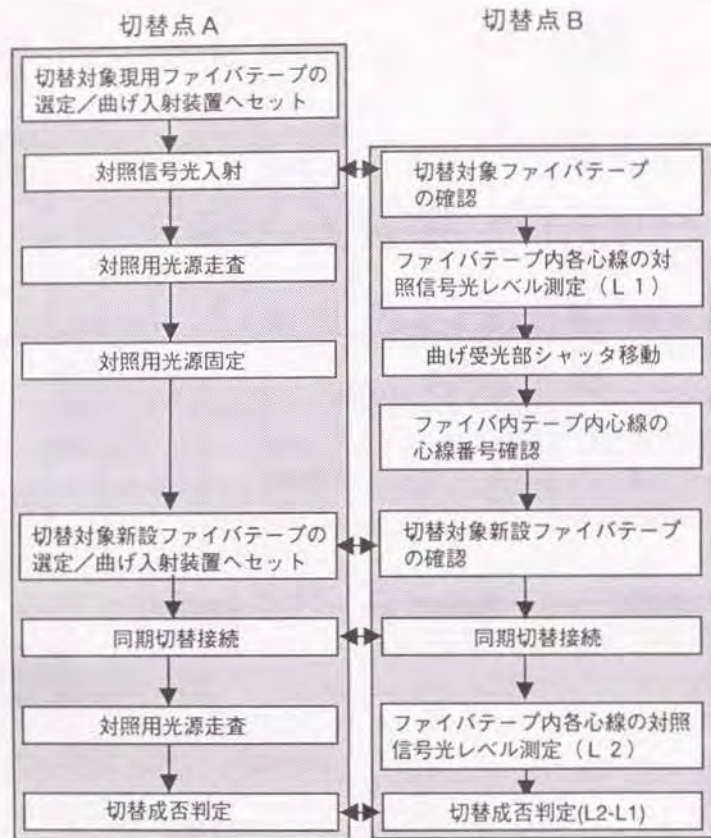 切替点A
切替対象現用ファイバテープの
選定／曲げ入射装置へセット
対照信号光入射
対照用光源走査
対照用光源固定
切替対象新設ファイバテープの
選定／曲げ入射装置へセット
同期切替接続
対照用光源走査
切替成否判定
切替点B
切替対象ファイバテープ
の確認
ファイバテープ内各心線の対
照信号光レベル測定（L1）
曲げ受光部シャッタ移動
ファイバ内テープ内心線の
心線番号確認
切替対象新設ファイバテープ
の確認
同期切替接続
ファイバテープ内各心線の対照
信号光レベル測定（L2）
切替成否判定(L2-L1)